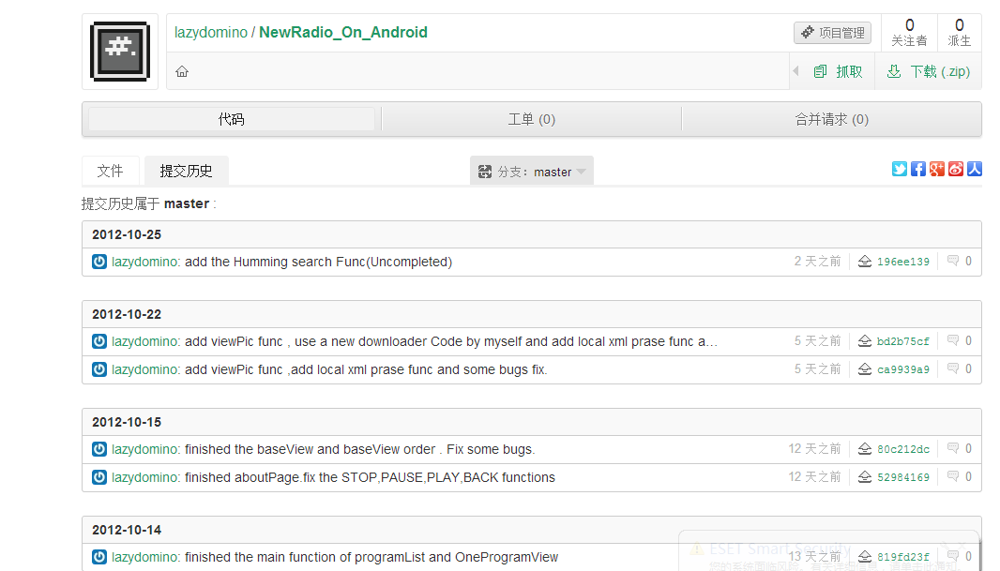 lazydomino / NewRadio_On_Android
项目管理
0
关注者
0
派生
抓取
下载 (.zip)
代码
工单 (0)
合并请求 (0)
文件
提交历史
分支：master
提交历史属于 master :
2012-10-25
lazydomino: add the Humming search Func(Uncompleted) 2 天之前 196ee139 0
2012-10-22
lazydomino: add viewPic func , use a new downloader Code by myself and add local xml prase func a… 5 天之前 bd2b75cf 0
lazydomino: add viewPic func ,add local xml prase func and some bugs fix. 5 天之前 ca9939a9 0
2012-10-15
lazydomino: finished the baseView and baseView order . Fix some bugs. 12 天之前 80c212dc 0
lazydomino: finished aboutPage.fix the STOP,PAUSE,PLAY,BACK functions 12 天之前 52984169 0
2012-10-14
ESET Smart Security
lazydomino: finished the main function of programList and OneProgramView 13 天之前 819fd23f 0